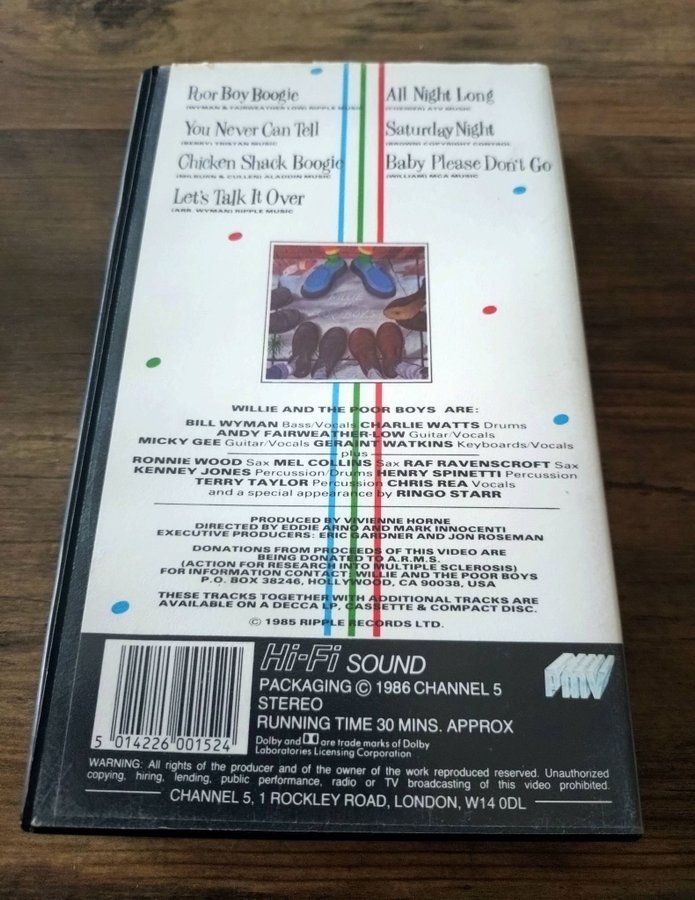 Poor Boy Boogie
(WYMAN & FAIRWEATHER LOW) RIPPLE MUSIC
You Never Can Tell
(BERRY) TRISTAN MUSIC
Chicken Shack Boogie
(MILBURN & CULLEN) ALADDIN MUSIC
Let's Talk It Over
(ARR. WYMAN) RIPPLE MUSIC
All Night Long
ATV MUSIC
Saturday Night
(BROWN) COPYRIGHT CONTROL
Baby Please Don't Go
(WILLIAM) MCA MUSIC
WILLIE
BOYS
WILLIE AND THE POOR BOYS ARE:
BILL WYMAN Bass/Vocals CHARLIE WATTS Drums
ANDY FAIRWEATHER-LOW Guitar/Vocals
MICKY GEE Guitar/Vocals GERAINT WATKINS Keyboards/Vocals
plus
RONNIE WOOD Sax MEL COLLINS Sax RAF RAVENSCROFT Sax
KENNEY JONES Percussion/Drums HENRY SPINETTI Percussion
TERRY TAYLOR Percussion CHRIS REA Vocals
and a special appearance by RINGO STARR
PRODUCED BY VIVIENNE HORNE
DIRECTED BY EDDIE ARNO AND MARK INNOCENTI
EXECUTIVE PRODUCERS: ERIC GARDNER AND JON ROSEMAN
DONATIONS FROM PROCEEDS OF THIS VIDEO ARE
BEING DONATED TO A.R.M.S.
(ACTION FOR RESEARCH INTO MULTIPLE SCLEROSIS)
FOR INFORMATION CONTACT: WILLIE AND THE POOR BOYS
P.O. BOX 38246, HOLLYWOOD, CA 90038, USA
THESE TRACKS TOGETHER WITH ADDITIONAL TRACKS ARE
AVAILABLE ON A DECCA LP, CASSETTE & COMPACT DISC.
© 1985 RIPPLE RECORDS LTD.
Hi-Fi SOUND
PACKAGING © 1986 CHANNEL 5
STEREO
RUNNING TIME 30 MINS. APPROX
Dolby and are trade marks of Dolby
Laboratories Licensing Corporation
PMV
5 014226 001524
WARNING: All rights of the producer and of the owner of the work reproduced reserved. Unauthorized
copying, hiring, lending, public performance, radio or TV broadcasting of this video prohibited.
CHANNEL 5, 1 ROCKLEY ROAD, LONDON, W14 0DL